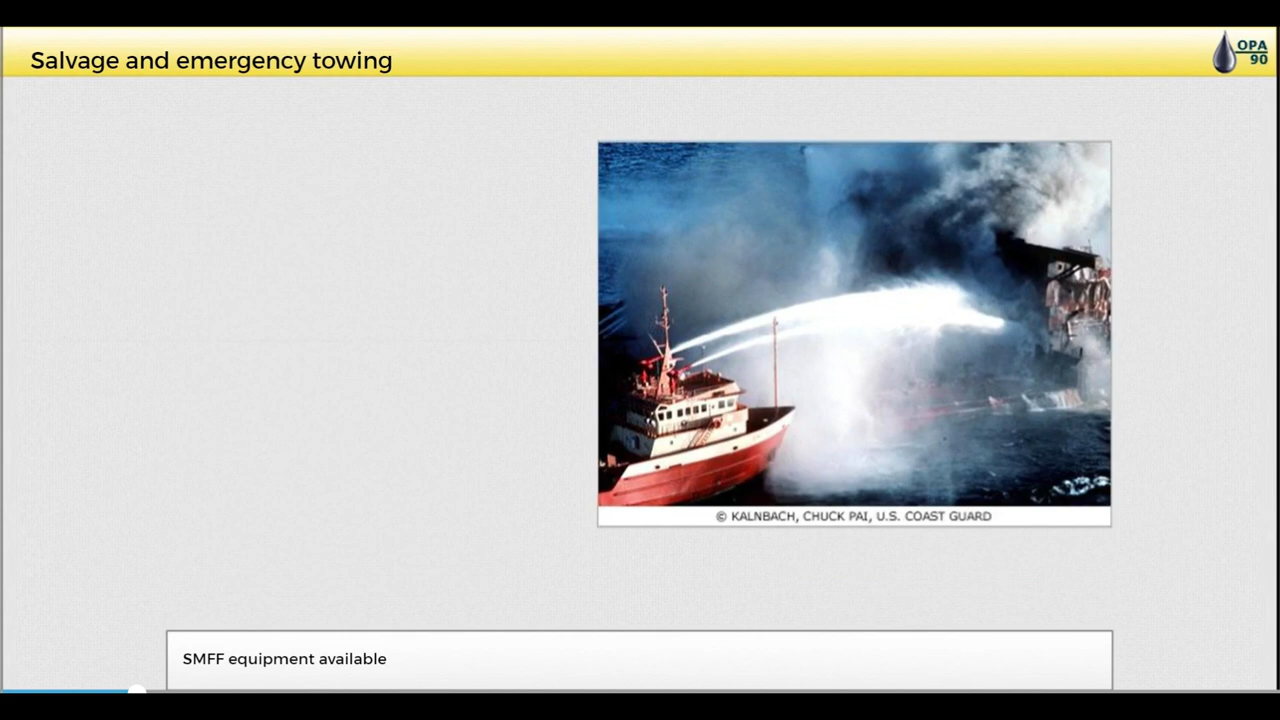 Salvage and emergency towing
OPA
90
© KALNBACH, CHUCK PAI, U.S. COAST GUARD
SMFF equipment available